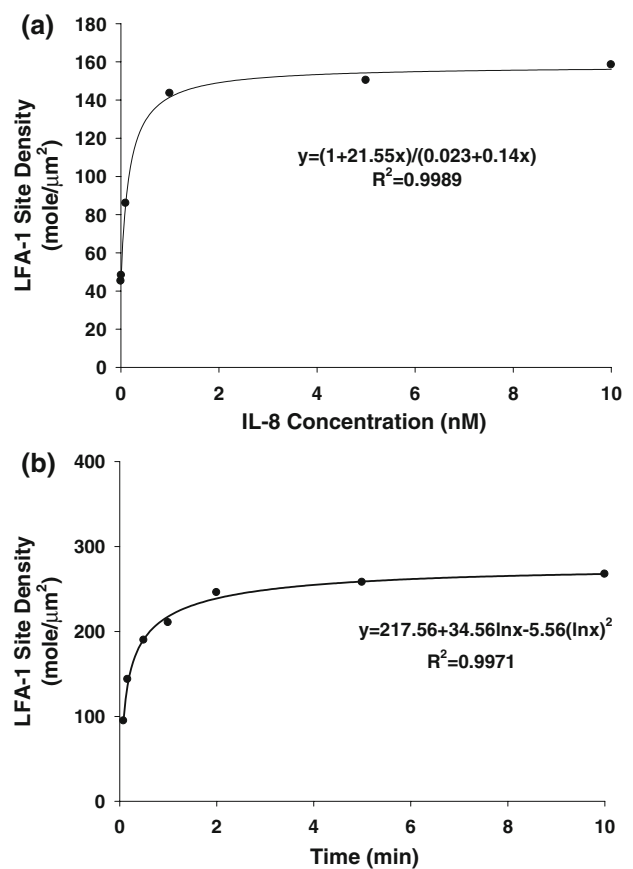 (a)
180
160
140
120
100
80
60
40
20
0
LFA-1 Site Density
(mole/μm²)
y=(1+21.55x)/(0.023+0.14x)
R²=0.9989
0 2 4 6 8 10
IL-8 Concentration (nM)
(b)
400
300
200
100
0
LFA-1 Site Density
(mole/μm²)
y=217.56+34.56lnx-5.56(lnx)²
R²=0.9971
0 2 4 6 8 10
Time (min)